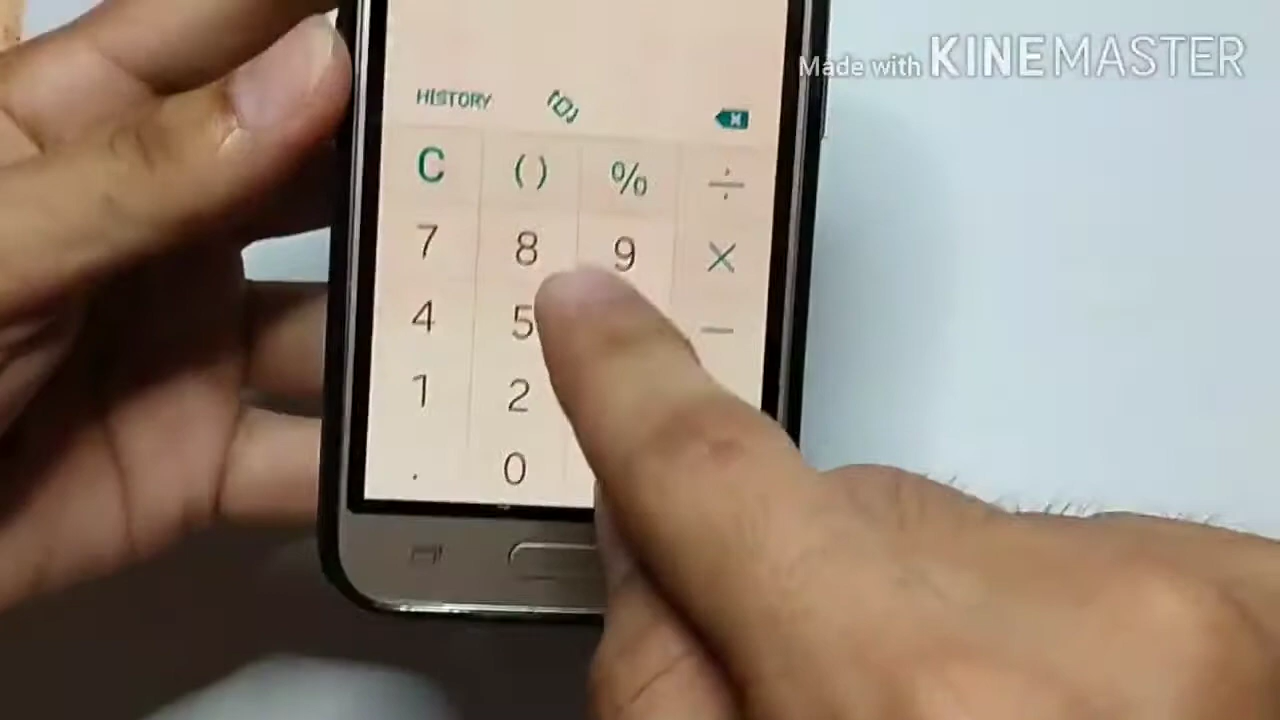 Made with KINEMASTER
HISTORY
C () % ÷
7 8 9 ×
4 5 −
1 2
. 0